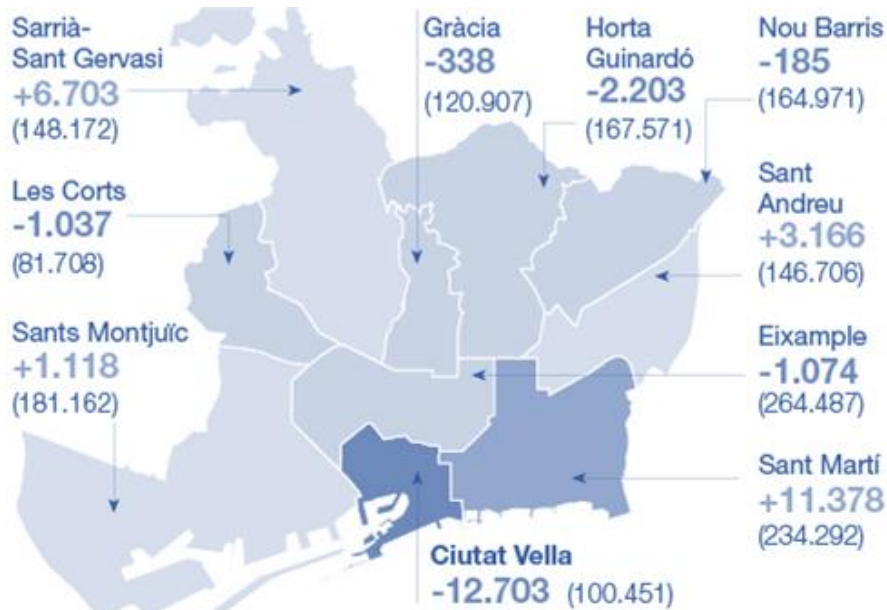 Sarrià-
Sant Gervasi
+6.703
(148.172)
Gràcia
-338
(120.907)
Horta
Guinardó
-2.203
(167.571)
Nou Barris
-185
(164.971)
Les Corts
-1.037
(81.708)
Sant
Andreu
+3.166
(146.706)
Sants Montjuïc
+1.118
(181.162)
Eixample
-1.074
(264.487)
Sant Martí
+11.378
(234.292)
Ciutat Vella
-12.703 (100.451)